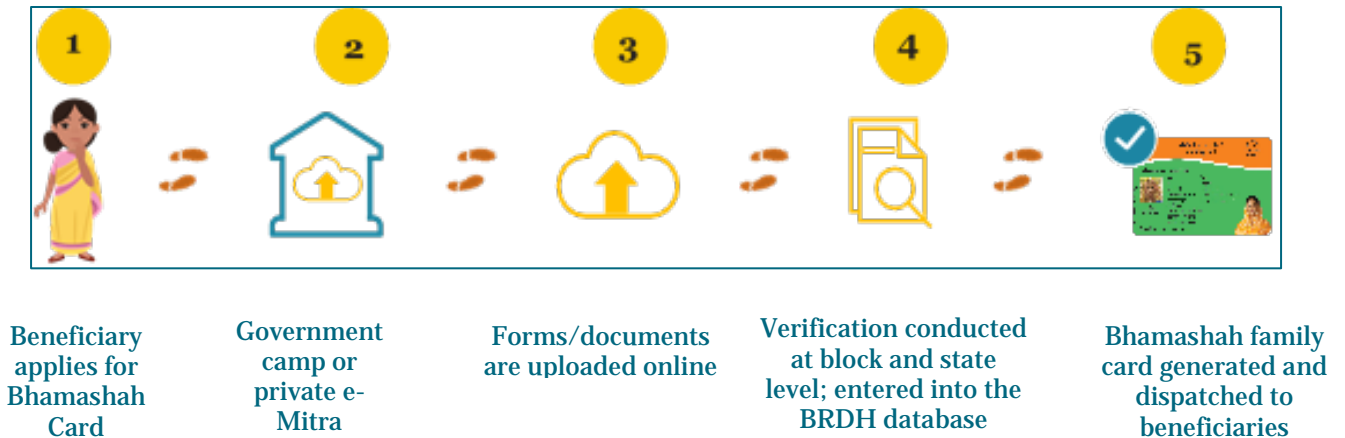 1
2
3
4
5
Beneficiary
applies for
Bhamashah
Card
Government
camp or
private e-
Mitra
Forms/documents
are uploaded online
Verification conducted
at block and state
level; entered into the
BRDH database
Bhamashah family
card generated and
dispatched to
beneficiaries